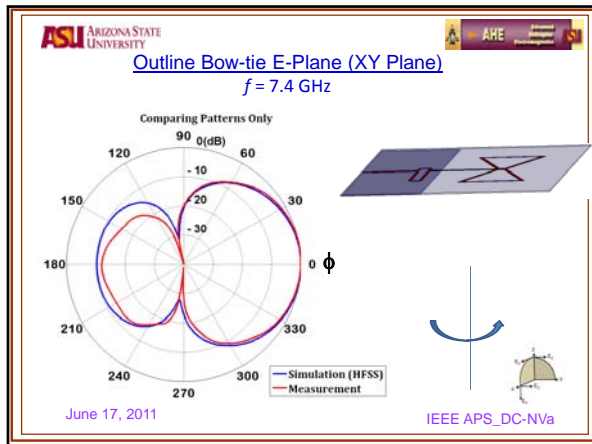 ASU ARIZONA STATE
UNIVERSITY
AHE
ASU
Outline Bow-tie E-Plane (XY Plane)
f = 7.4 GHz
Comparing Patterns Only
90
0(dB)
120
60
- 10
150
30
- 20
- 30
180
0
ϕ
210
330
240
300
270
Simulation (HFSS)
Measurement
June 17, 2011
IEEE APS_DC-NVa